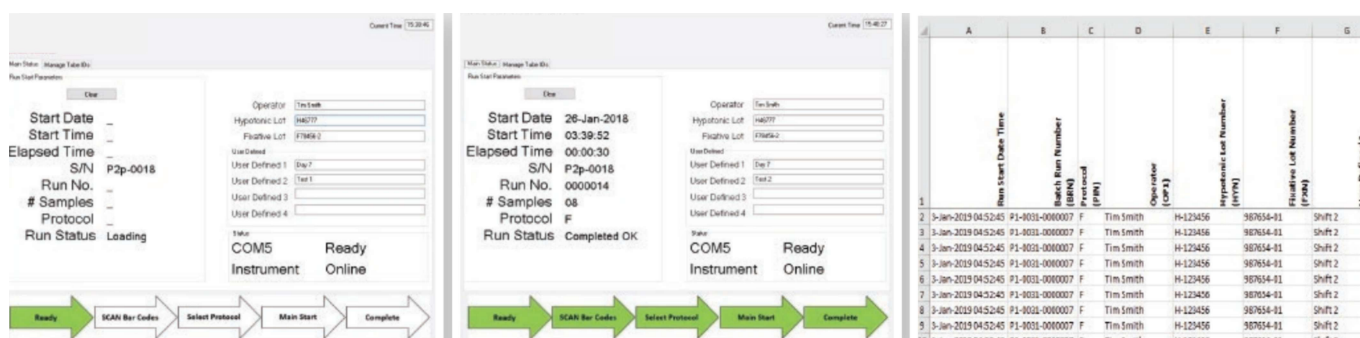 Current Time 15:38:46
Main Status Manage Tube IDs
Run Start Parameters
Clear
Start Date _
Start Time _
Elapsed Time _
S/N P2p-0018
Run No. _
# Samples _
Protocol _
Run Status Loading
Operator Tim Smith
Hypotonic Lot H46777
Fixative Lot F78456-2
User Defined
User Defined 1 Day 7
User Defined 2 Test 1
User Defined 3
User Defined 4
Status
COM5 Ready
Instrument Online
Ready
SCAN Bar Codes
Select Protocol
Main Start
Complete
Current Time 15:40:27
Main Status Manage Tube IDs
Run Start Parameters
Clear
Start Date 26-Jan-2018
Start Time 03:39:52
Elapsed Time 00:00:30
S/N P2p-0018
Run No. 0000014
# Samples 08
Protocol F
Run Status Completed OK
Operator Tim Smith
Hypotonic Lot H46777
Fixative Lot F78456-2
User Defined
User Defined 1 Day 7
User Defined 2 Test 2
User Defined 3
User Defined 4
Status
COM5 Ready
Instrument Online
Ready
SCAN Bar Codes
Select Protocol
Main Start
Complete
A B C D E F G
1
Run Start Date Time
Batch Run Number
(BRN)
Protocol
(PRN)
Operator
(OP1)
Hypotonic Lot Number
(HYN)
Fixative Lot Number
(FXN)
2 3-Jan-2019 04:52:45 P1-0031-0000007 F Tim Smith H-123456 987654-01 Shift 2
3 3-Jan-2019 04:52:45 P1-0031-0000007 F Tim Smith H-123456 987654-01 Shift 2
4 3-Jan-2019 04:52:45 P1-0031-0000007 F Tim Smith H-123456 987654-01 Shift 2
5 3-Jan-2019 04:52:45 P1-0031-0000007 F Tim Smith H-123456 987654-01 Shift 2
6 3-Jan-2019 04:52:45 P1-0031-0000007 F Tim Smith H-123456 987654-01 Shift 2
7 3-Jan-2019 04:52:45 P1-0031-0000007 F Tim Smith H-123456 987654-01 Shift 2
8 3-Jan-2019 04:52:45 P1-0031-0000007 F Tim Smith H-123456 987654-01 Shift 2
9 3-Jan-2019 04:52:45 P1-0031-0000007 F Tim Smith H-123456 987654-01 Shift 2